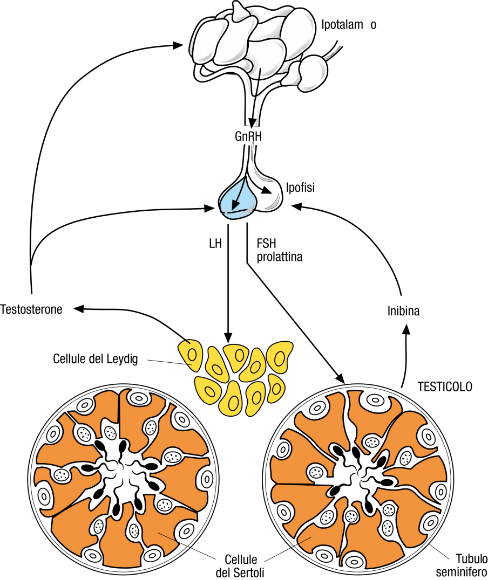 Ipotalam o
GnRH
Ipofisi
LH
FSH
prolattina
Testosterone
Inibina
Cellule del Leydig
TESTICOLO
Cellule
del Sertoli
Tubulo
seminifero